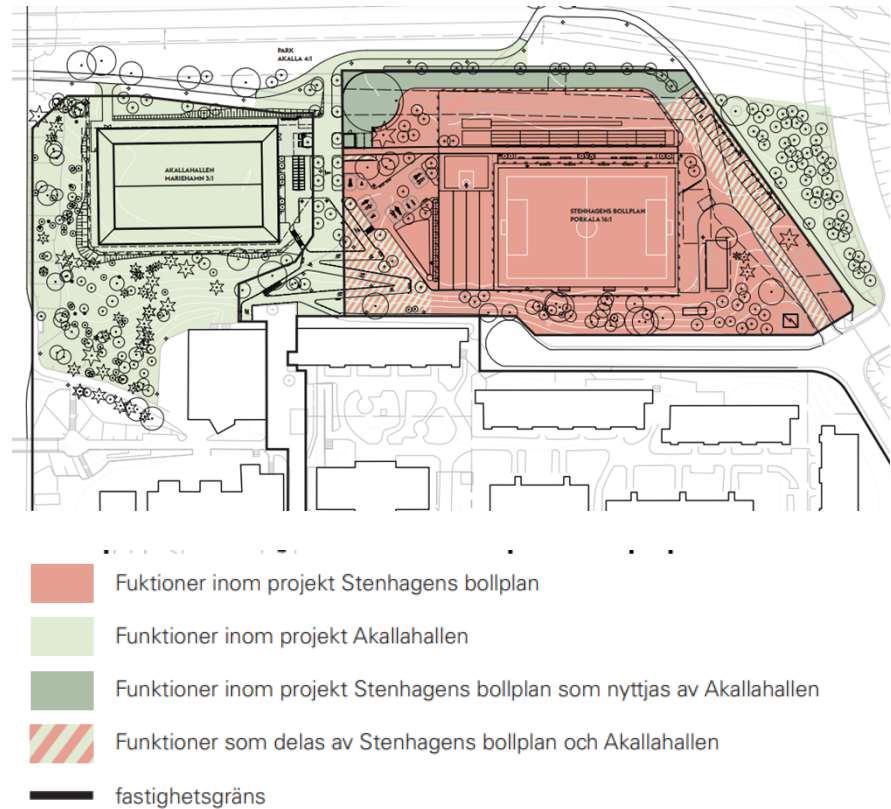 PARK
AKALLA 4:1
AKALLAHALLEN
MARIEHAMN 3:1
STENHAGENS BOLLPLAN
PORKALA 16:1
Fuktioner inom projekt Stenhagens bollplan
Funktioner inom projekt Akallahallen
Funktioner inom projekt Stenhagens bollplan som nyttjas av Akallahallen
Funktioner som delas av Stenhagens bollplan och Akallahallen
fastighetsgräns